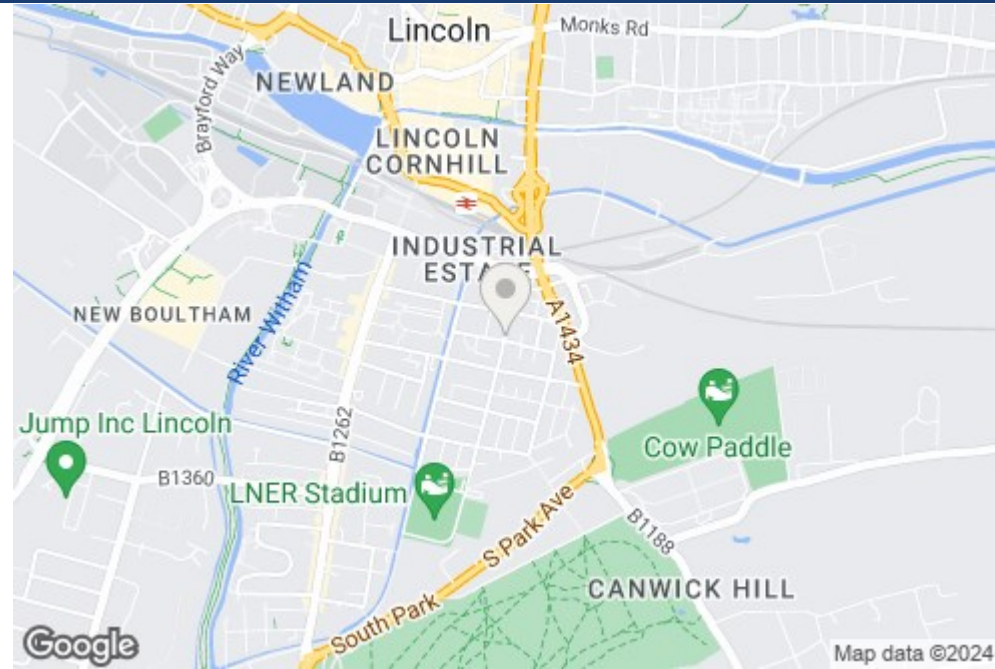 Lincoln
Monks Rd
NEWLAND
Brayford Way
LINCOLN
CORNHILL
INDUSTRIAL
ESTATE
NEW BOULTHAM
River Witham
A1434
Jump Inc Lincoln
B1262
Cow Paddle
B1360
LNER Stadium
S Park Ave
B1188
CANWICK HILL
South Park
Google
Map data ©2024